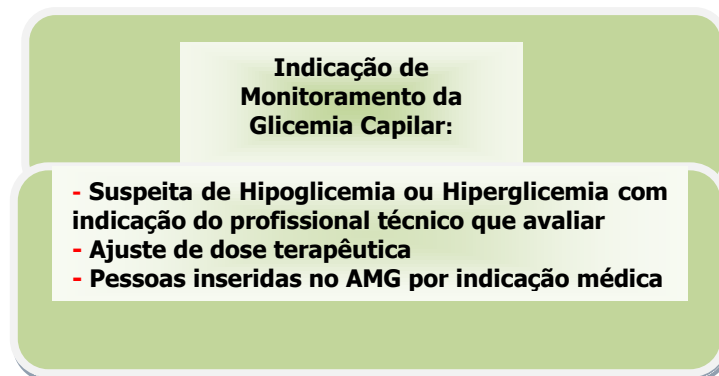 Indicação de
Monitoramento da
Glicemia Capilar:
- Suspeita de Hipoglicemia ou Hiperglicemia com
indicação do profissional técnico que avaliar
- Ajuste de dose terapêutica
- Pessoas inseridas no AMG por indicação médica